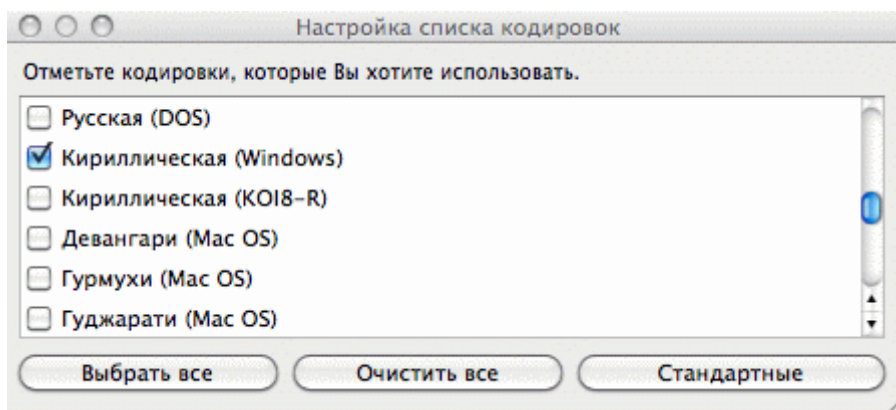 Настройка списка кодировок
Отметьте кодировки, которые Вы хотите использовать.
Русская (DOS)
Кириллическая (Windows)
Кириллическая (KOI8-R)
Девангари (Mac OS)
Гурмухи (Mac OS)
Гуджарати (Mac OS)
Выбрать все Очистить все Стандартные